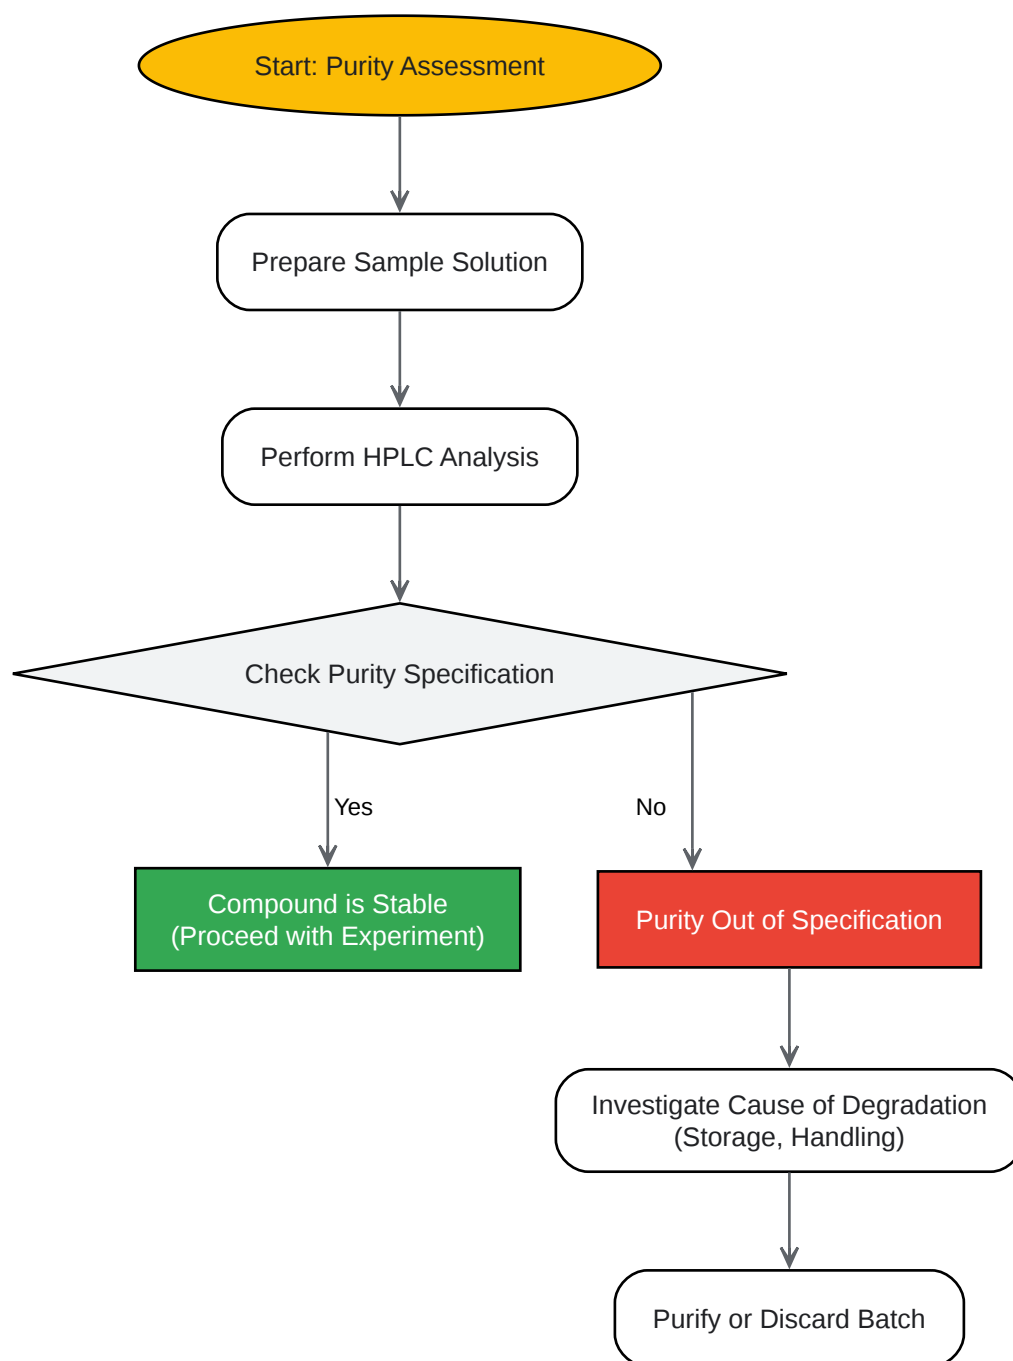 Start: Purity Assessment
Prepare Sample Solution
Perform HPLC Analysis
Check Purity Specification
Yes
No
Compound is Stable
(Proceed with Experiment)
Purity Out of Specification
Investigate Cause of Degradation
(Storage, Handling)
Purify or Discard Batch